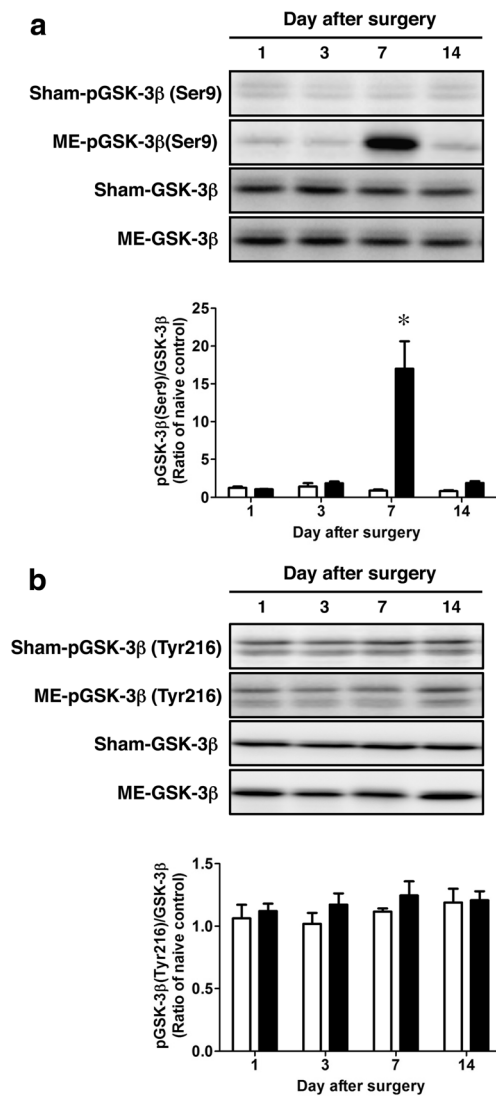 a
Day after surgery
1 3 7 14
Sham-pGSK-3β (Ser9)
ME-pGSK-3β(Ser9)
Sham-GSK-3β
ME-GSK-3β
pGSK-3β(Ser9)/GSK-3β
(Ratio of naive control)
25
20
15
10
5
0
*
1 3 7 14
Day after surgery
b
Day after surgery
1 3 7 14
Sham-pGSK-3β (Tyr216)
ME-pGSK-3β (Tyr216)
Sham-GSK-3β
ME-GSK-3β
pGSK-3β(Tyr216)/GSK-3β
(Ratio of naive control)
1.5
1.0
0.5
0.0
1 3 7 14
Day after surgery